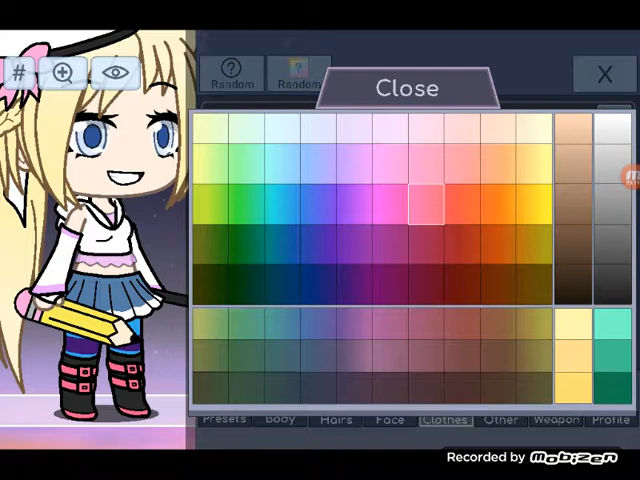 #
?
Random
?
Random
X
Close
Presets Body Hairs Face Clothes Other Weapon Profile
Recorded by Mobizen